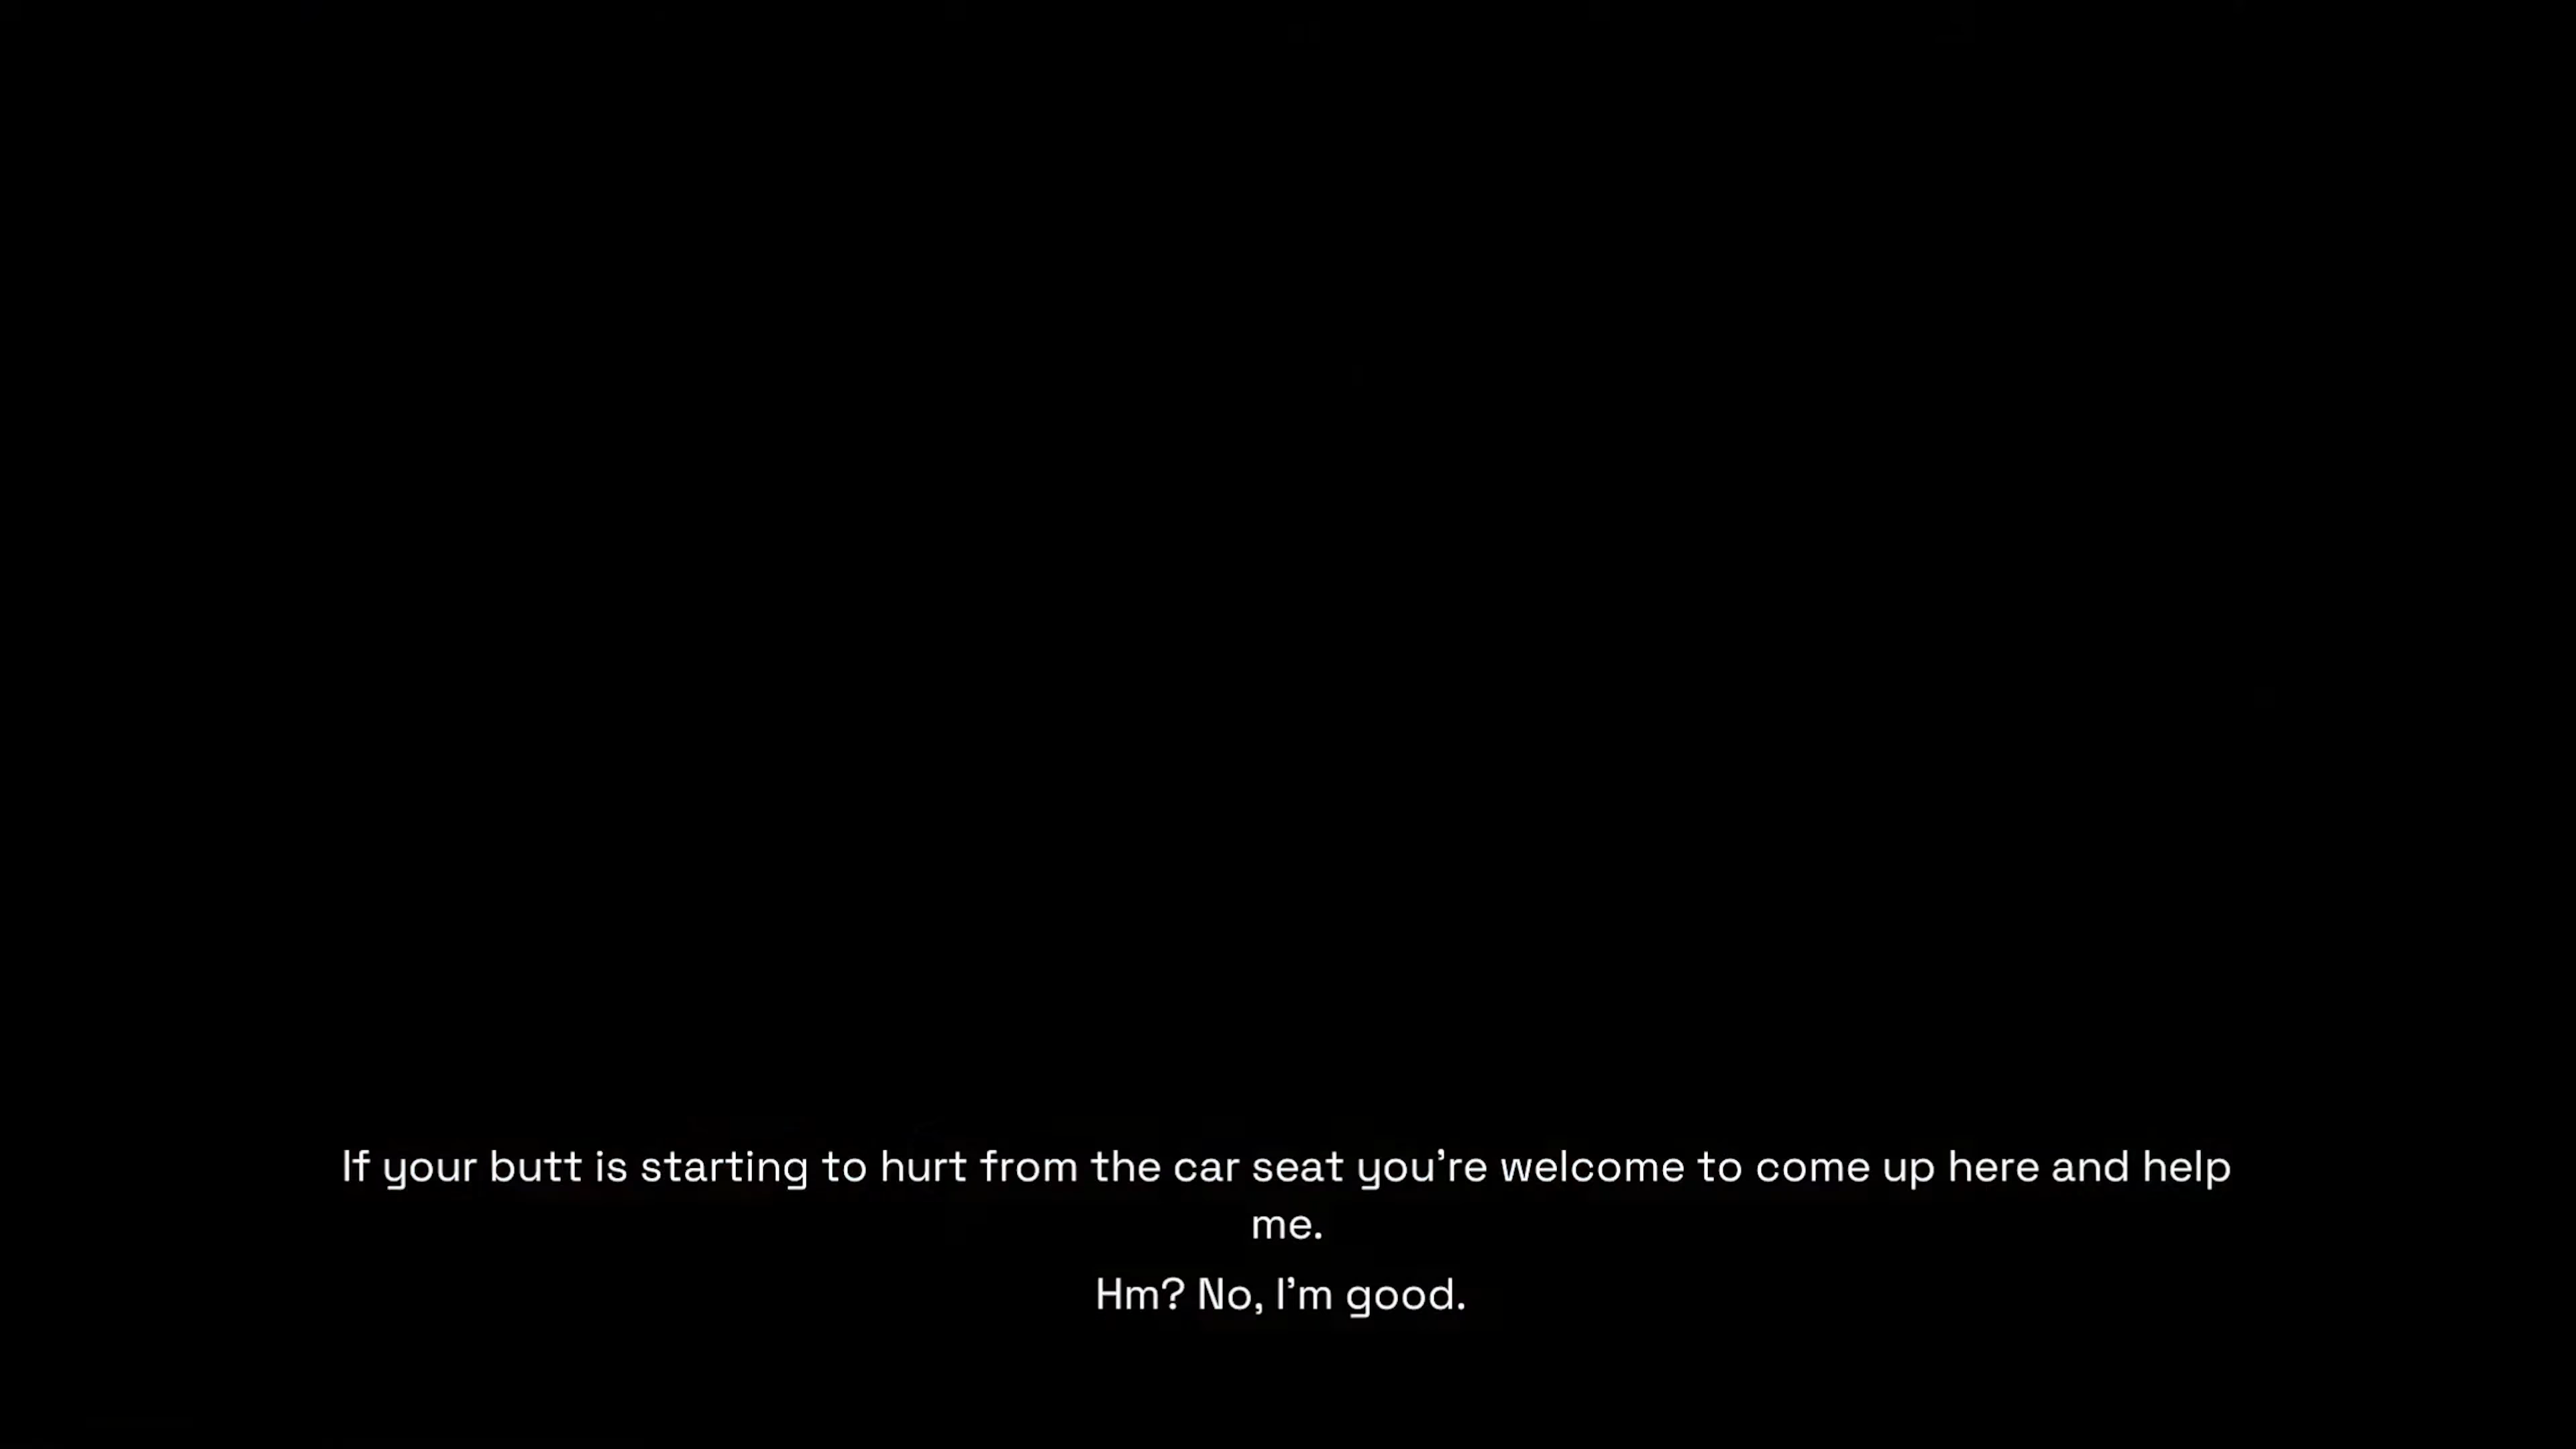 If your butt is starting to hurt from the car seat you're welcome to come up here and help
me.
Hm? No, I'm good.